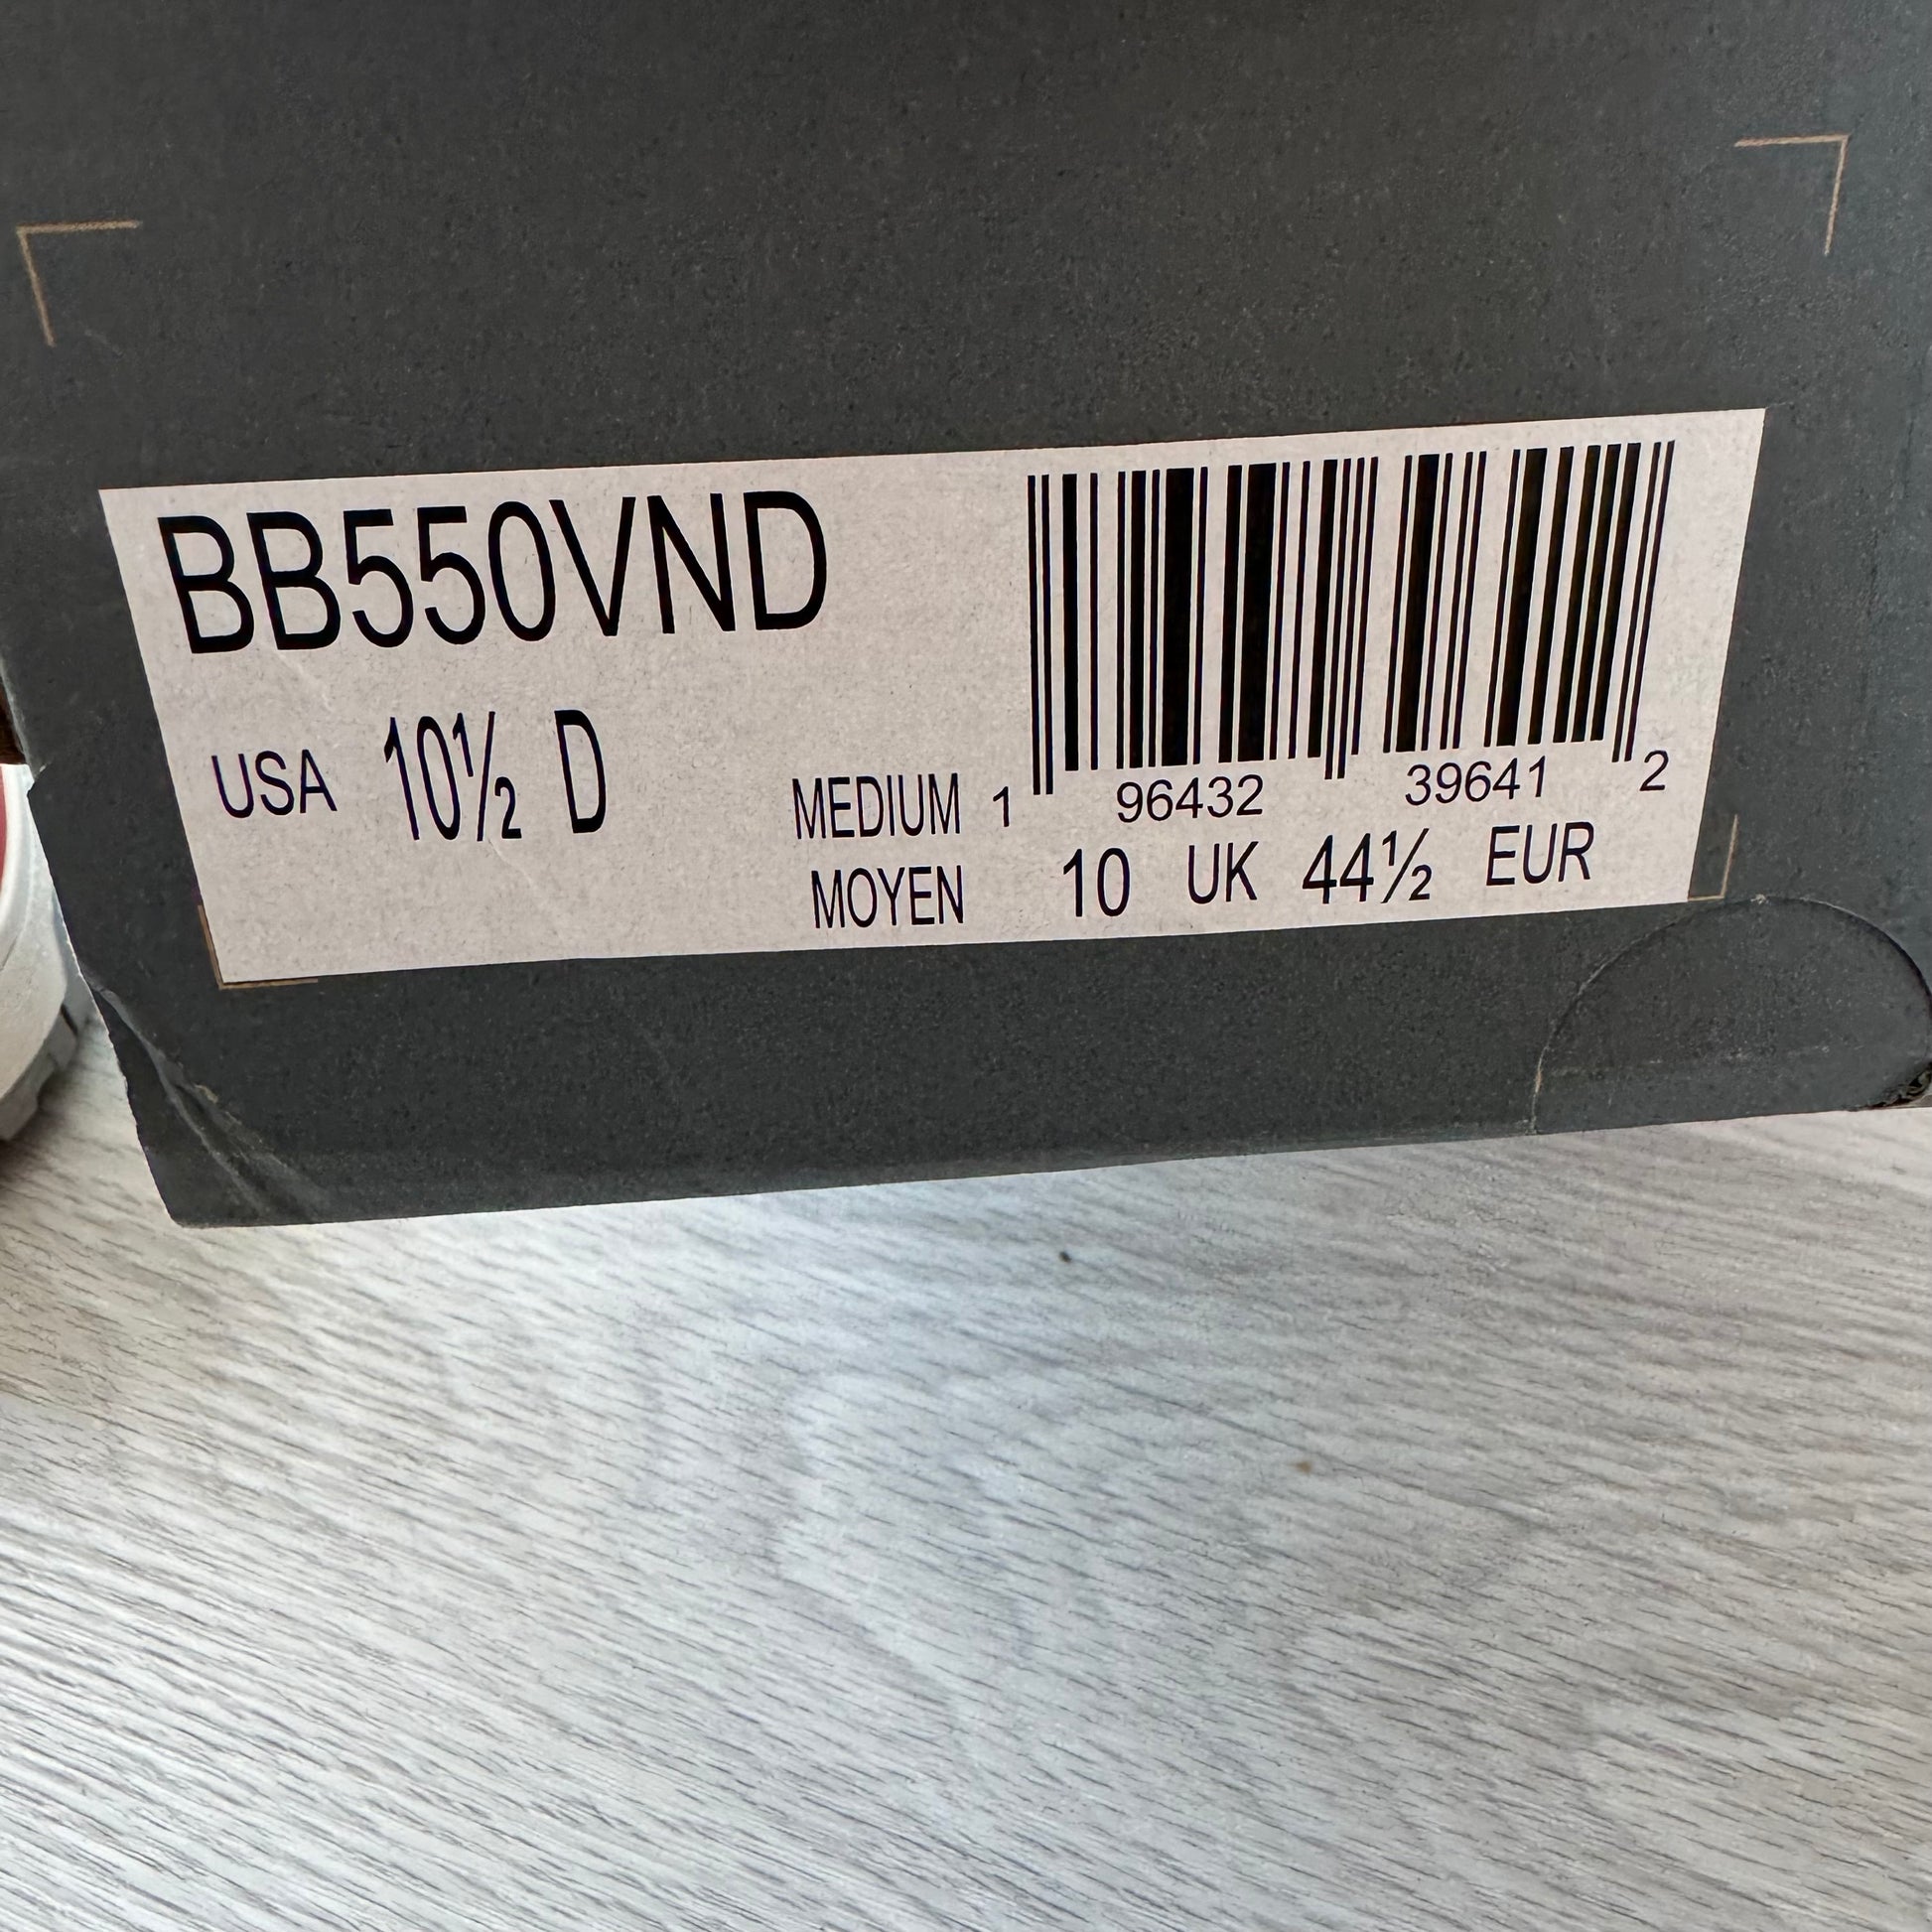 BB550VND
USA 10½ D
MEDIUM
MOYEN
1 96432 39641 2
10 UK 44½ EUR